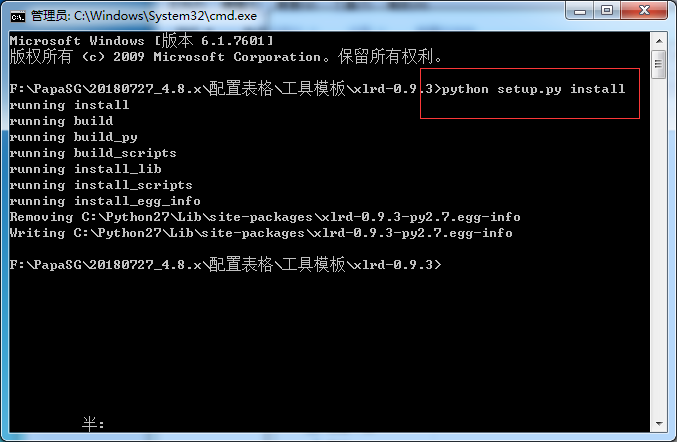 管理员: C:\Windows\System32\cmd.exe
Microsoft Windows [版本 6.1.7601]
版权所有 (c) 2009 Microsoft Corporation。保留所有权利。
F:\PapaSG\20180727_4.8.x\配置表格\工具模板\xlrd-0.9.3>python setup.py install
running install
running build
running build_py
running build_scripts
running install_lib
running install_scripts
running install_egg_info
Removing C:\Python27\Lib\site-packages\xlrd-0.9.3-py2.7.egg-info
Writing C:\Python27\Lib\site-packages\xlrd-0.9.3-py2.7.egg-info
F:\PapaSG\20180727_4.8.x\配置表格\工具模板\xlrd-0.9.3>
半: